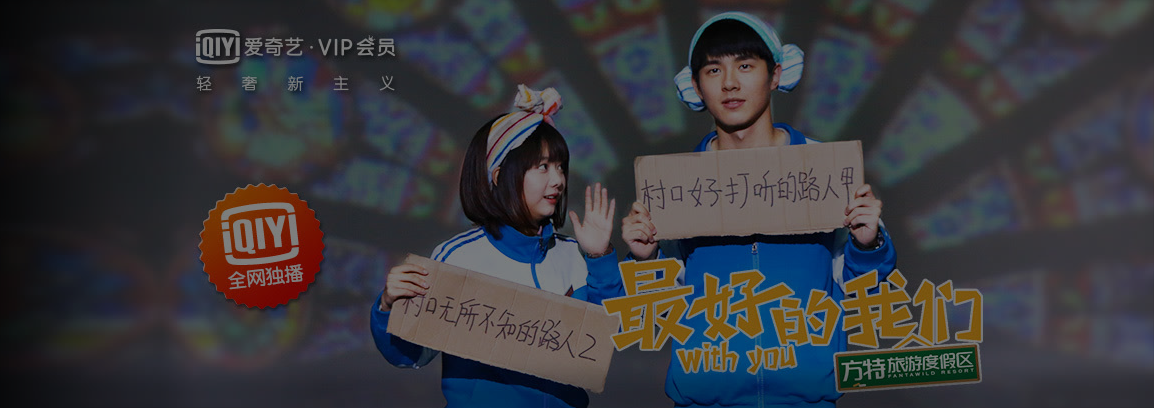 iQIYI 爱奇艺·VIP会员
轻奢新主义
iQIYI
全网独播
村口好打听的路人甲
村口无所不知的路人乙
最好的我们
with you
方特旅游度假区
FANTAWILD RESORT